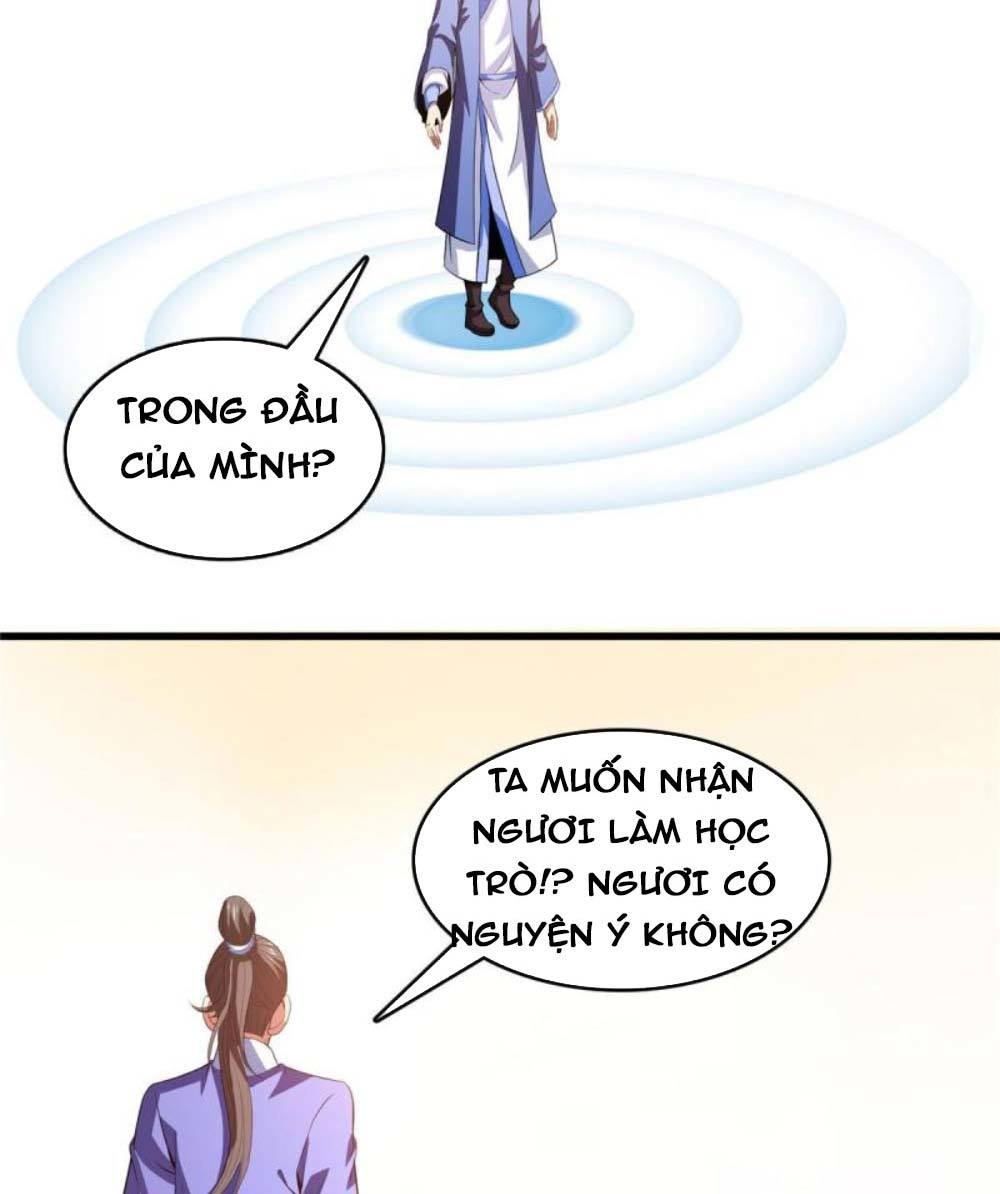 TRONG ĐẦU
CỦA MÌNH?
TA MUỐN NHẬN
NGƯƠI LÀM HỌC
TRÒ!? NGƯƠI CÓ
NGUYỆN Ý KHÔNG?